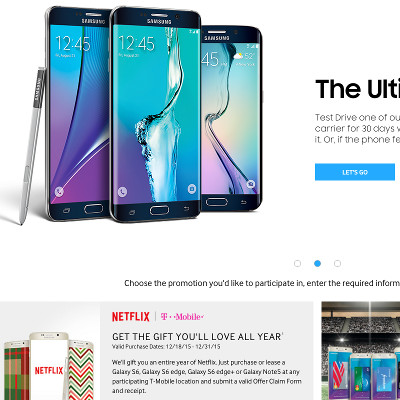 SAMSUNG
SAMSUNG
SAMSUNG
SAMSUNG
12:45
12:45
12:45
The Ulti
Test Drive one of ou
carrier for 30 days w
it. Or, if the phone fe
LET'S GO
Choose the promotion you'd like to participate in, enter the required inform
NETFLIX | T··Mobile·
GET THE GIFT YOU'LL LOVE ALL YEAR†
Valid Purchase Dates: 12/18/15 - 12/31/15
We'll gift you an entire year of Netflix. Just purchase or lease a
Galaxy S6, Galaxy S6 edge, Galaxy S6 edge+ or Galaxy Note5 at any
participating T-Mobile location and submit a valid Offer Claim Form
and receipt.
NETFLIX